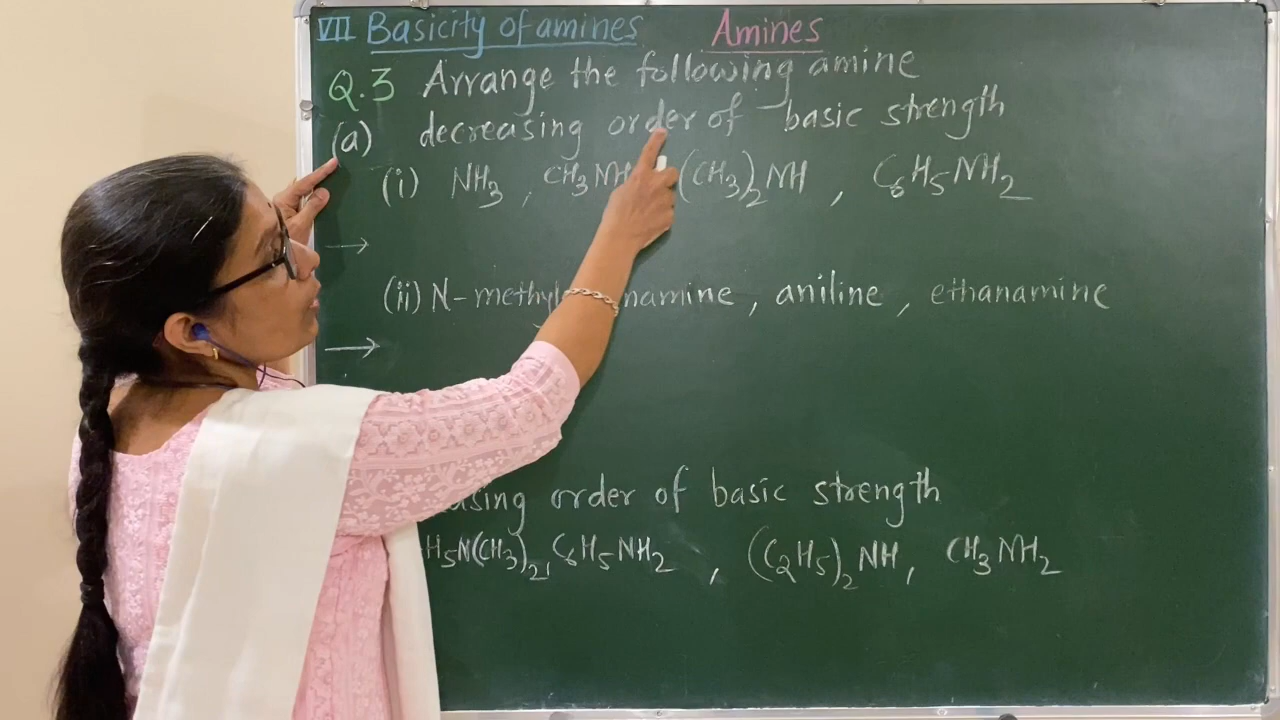 VII Basicity of amines Amines
Q.3 Arrange the following amine
(a) decreasing order of basic strength
(i) NH₃ , CH₃NH (CH₃)₂NH , C₆H₅NH₂
→
(ii) N-methyl namine , aniline , ethanamine
→
asing order of basic strength
H₅N(CH₃)₂, C₆H₅NH₂ , (C₂H₅)₂NH, CH₃NH₂